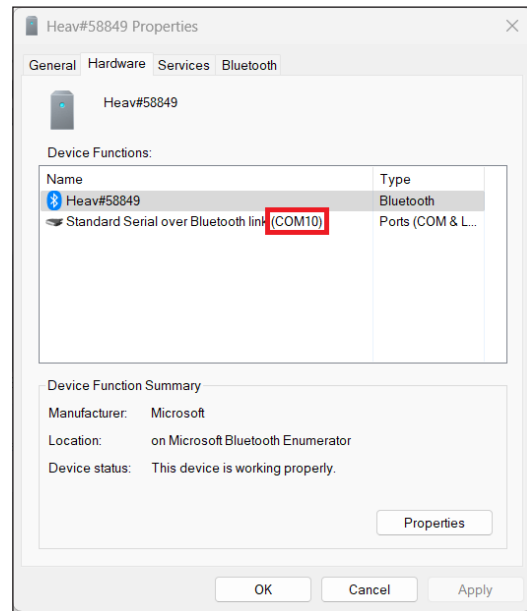 Heav#58849 Properties
General Hardware Services Bluetooth
Heav#58849
Device Functions:
Name Type
Heav#58849 Bluetooth
Standard Serial over Bluetooth link (COM10) Ports (COM & L...
Device Function Summary
Manufacturer: Microsoft
Location: on Microsoft Bluetooth Enumerator
Device status: This device is working properly.
Properties
OK Cancel Apply